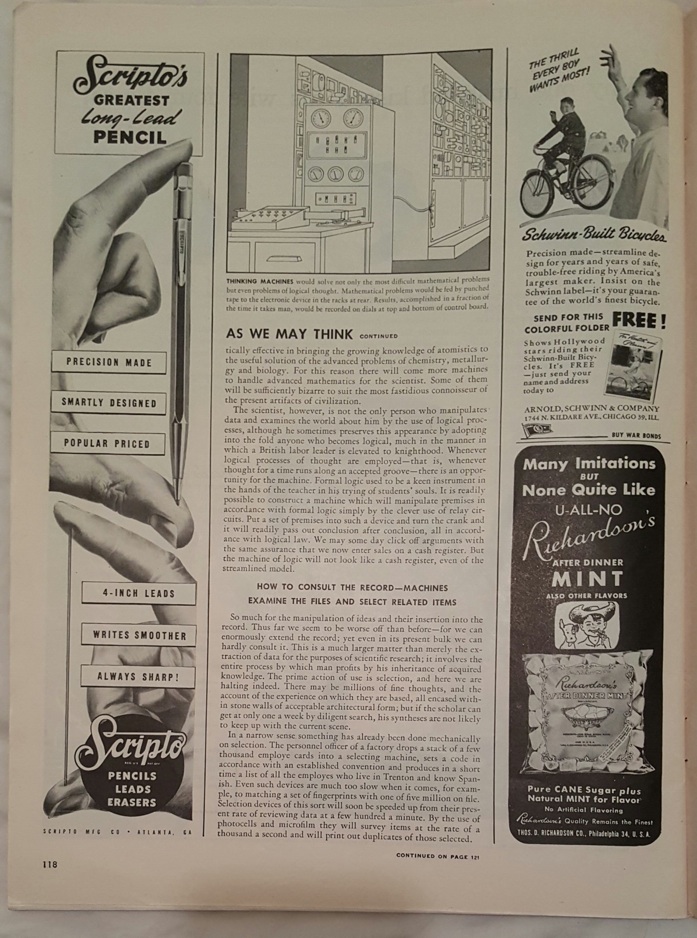 Scripto's
GREATEST
Long-Lead
PENCIL
PRECISION MADE
SMARTLY DESIGNED
POPULAR PRICED
4-INCH LEADS
WRITES SMOOTHER
ALWAYS SHARP!
Scripto
PENCILS
LEADS
ERASERS
SCRIPTO MFG CO • ATLANTA, GA
118
THINKING MACHINES would solve not only the most difficult mathematical problems
but even problems of logical thought. Mathematical problems would be fed by punched
tape to the electronic device in the racks at rear. Results, accomplished in a fraction of
the time it takes man, would be recorded on dials at top and bottom of control board.
AS WE MAY THINK CONTINUED
tically effective in bringing the growing knowledge of atomistics to
the useful solution of the advanced problems of chemistry, metallur-
gy and biology. For this reason there will come more machines
to handle advanced mathematics for the scientist. Some of them
will be sufficiently bizarre to suit the most fastidious connoisseur of
the present artifacts of civilization.
The scientist, however, is not the only person who manipulates
data and examines the world about him by the use of logical proc-
esses, although he sometimes preserves this appearance by adopting
into the fold anyone who becomes logical, much in the manner in
which a British labor leader is elevated to knighthood. Whenever
logical processes of thought are employed—that is, whenever
thought for a time runs along an accepted groove—there is an oppor-
tunity for the machine. Formal logic used to be a keen instrument in
the hands of the teacher in his trying of students' souls. It is readily
possible to construct a machine which will manipulate premises in
accordance with formal logic simply by the clever use of relay cir-
cuits. Put a set of premises into such a device and turn the crank and
it will readily pass out conclusion after conclusion, all in accord-
ance with logical law. We may some day click off arguments with
the same assurance that we now enter sales on a cash register. But
the machine of logic will not look like a cash register, even of the
streamlined model.
HOW TO CONSULT THE RECORD—MACHINES
EXAMINE THE FILES AND SELECT RELATED ITEMS
So much for the manipulation of ideas and their insertion into the
record. Thus far we seem to be worse off than before—for we can
enormously extend the record; yet even in its present bulk we can
hardly consult it. This is a much larger matter than merely the ex-
traction of data for the purposes of scientific research; it involves the
entire process by which man profits by his inheritance of acquired
knowledge. The prime action of use is selection, and here we are
halting indeed. There may be millions of fine thoughts, and the
account of the experience on which they are based, all encased with-
in stone walls of acceptable architectural form; but if the scholar can
get at only one a week by diligent search, his syntheses are not likely
to keep up with the current scene.
In a narrow sense something has already been done mechanically
on selection. The personnel officer of a factory drops a stack of a few
thousand employe cards into a selecting machine, sets a code in
accordance with an established convention and produces in a short
time a list of all the employes who live in Trenton and know Span-
ish. Even such devices are much too slow when it comes, for exam-
ple, to matching a set of fingerprints with one of five million on file.
Selection devices of this sort will soon be speeded up from their pres-
ent rate of reviewing data at a few hundred a minute. By the use of
photocells and microfilm they will survey items at the rate of a
thousand a second and will print out duplicates of those selected.
CONTINUED ON PAGE 121
THE THRILL
EVERY BOY
WANTS MOST!
Schwinn-Built Bicycles
Precision made—streamline de-
sign for years and years of safe,
trouble-free riding by America's
largest maker. Insist on the
Schwinn label—it's your guaran-
tee of the world's finest bicycle.
SEND FOR THIS
COLORFUL FOLDER FREE!
Shows Hollywood
stars riding their
Schwinn-Built Bicy-
cles. It's FREE
—just send your
name and address
today to
ARNOLD, SCHWINN & COMPANY
1744 N. KILDARE AVE., CHICAGO 39, ILL.
BUY WAR BONDS
Many Imitations
BUT
None Quite Like
U-ALL-NO
Richardson's
AFTER DINNER
MINT
ALSO OTHER FLAVORS
Richardson's
AFTER DINNER MINT
Pure CANE Sugar plus
Natural MINT for Flavor
No Artificial Flavoring
Richardson's Quality Remains the Finest
THOS. D. RICHARDSON CO., Philadelphia 34, U. S. A.